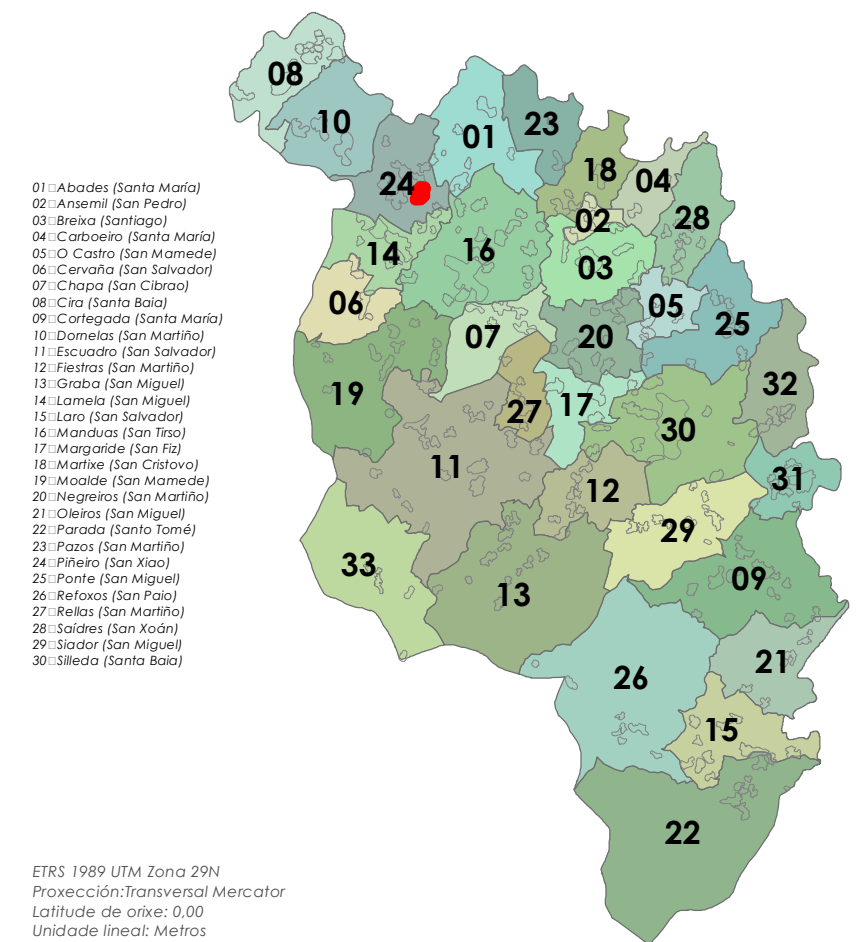 08
10
01
23
24
18
04
02
28
16
14
03
06
05
25
07
20
32
19
27
17
30
11
31
12
29
33
13
09
21
26
15
22
01□Abades (Santa María)
02□Ansemil (San Pedro)
03□Breixa (Santiago)
04□Carboeiro (Santa María)
05□O Castro (San Mamede)
06□Cervaña (San Salvador)
07□Chapa (San Cibrao)
08□Cira (Santa Baia)
09□Cortegada (Santa María)
10□Dornelas (San Martiño)
11□Escuadro (San Salvador)
12□Fiestras (San Martiño)
13□Graba (San Miguel)
14□Lamela (San Miguel)
15□Laro (San Salvador)
16□Manduas (San Tirso)
17□Margaride (San Fiz)
18□Martixe (San Cristovo)
19□Moalde (San Mamede)
20□Negreiros (San Martiño)
21□Oleiros (San Miguel)
22□Parada (Santo Tomé)
23□Pazos (San Martiño)
24□Piñeiro (San Xiao)
25□Ponte (San Miguel)
26□Refoxos (San Paio)
27□Rellas (San Martiño)
28□Saídres (San Xoán)
29□Siador (San Miguel)
30□Silleda (Santa Baia)
ETRS 1989 UTM Zona 29N
Proxección:Transversal Mercator
Latitude de orixe: 0,00
Unidade lineal: Metros